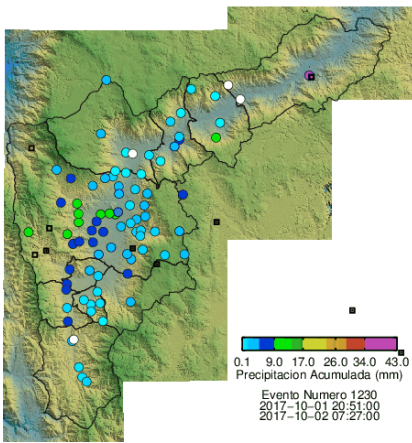 0.1 9.0 17.0 26.0 34.0 43.0
Precipitacion Acumulada (mm)
Evento Numero 1230
2017-10-01 20:51:00
2017-10-02 07:27:00